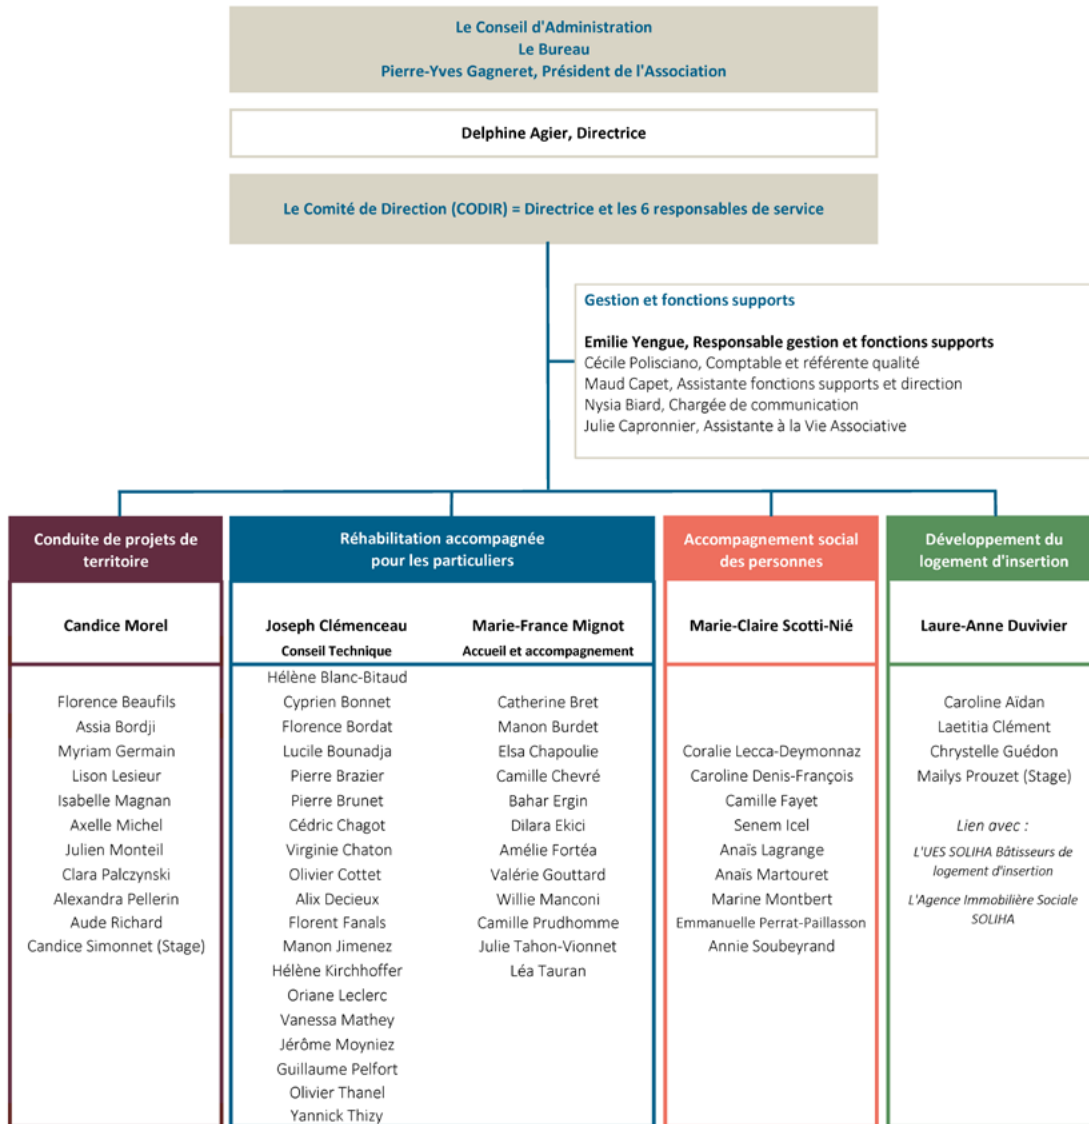 Le Conseil d'Administration
Le Bureau
Pierre-Yves Gagneret, Président de l'Association
Delphine Agier, Directrice
Le Comité de Direction (CODIR) = Directrice et les 6 responsables de service
Gestion et fonctions supports
Emilie Yengue, Responsable gestion et fonctions supports
Cécile Polisciano, Comptable et référente qualité
Maud Capet, Assistante fonctions supports et direction
Nysia Biard, Chargée de communication
Julie Capronnier, Assistante à la Vie Associative
Conduite de projets de
territoire
Candice Morel
Florence Beaufils
Assia Bordji
Myriam Germain
Lison Lesieur
Isabelle Magnan
Axelle Michel
Julien Monteil
Clara Palczynski
Alexandra Pellerin
Aude Richard
Candice Simonnet (Stage)
Réhabilitation accompagnée
pour les particuliers
Joseph Clémenceau
Conseil Technique
Hélène Blanc-Bitaud
Cyprien Bonnet
Florence Bordat
Lucile Bounadja
Pierre Brazier
Pierre Brunet
Cédric Chagot
Virginie Chaton
Olivier Cottet
Alix Decieux
Florent Fanals
Manon Jimenez
Hélène Kirchhoffer
Oriane Leclerc
Vanessa Mathey
Jérôme Moyniez
Guillaume Pelfort
Olivier Thanel
Yannick Thizy
Marie-France Mignot
Accueil et accompagnement
Catherine Bret
Manon Burdet
Elsa Chapoulie
Camille Chevré
Bahar Ergin
Dilara Ekici
Amélie Fortéa
Valérie Gouttard
Willie Manconi
Camille Prudhomme
Julie Tahon-Vionnet
Léa Tauran
Accompagnement social
des personnes
Marie-Claire Scotti-Nié
Coralie Lecca-Deymonnaz
Caroline Denis-François
Camille Fayet
Senem Icel
Anaïs Lagrange
Anaïs Martouret
Marine Montbert
Emmanuelle Perrat-Paillasson
Annie Soubeyrand
Développement du
logement d'insertion
Laure-Anne Duvivier
Caroline Aïdan
Laetitia Clément
Chrystelle Guédon
Mailys Prouzet (Stage)
Lien avec :
L'UES SOLIHA Bâtisseurs de
logement d'insertion
L'Agence Immobilière Sociale
SOLIHA